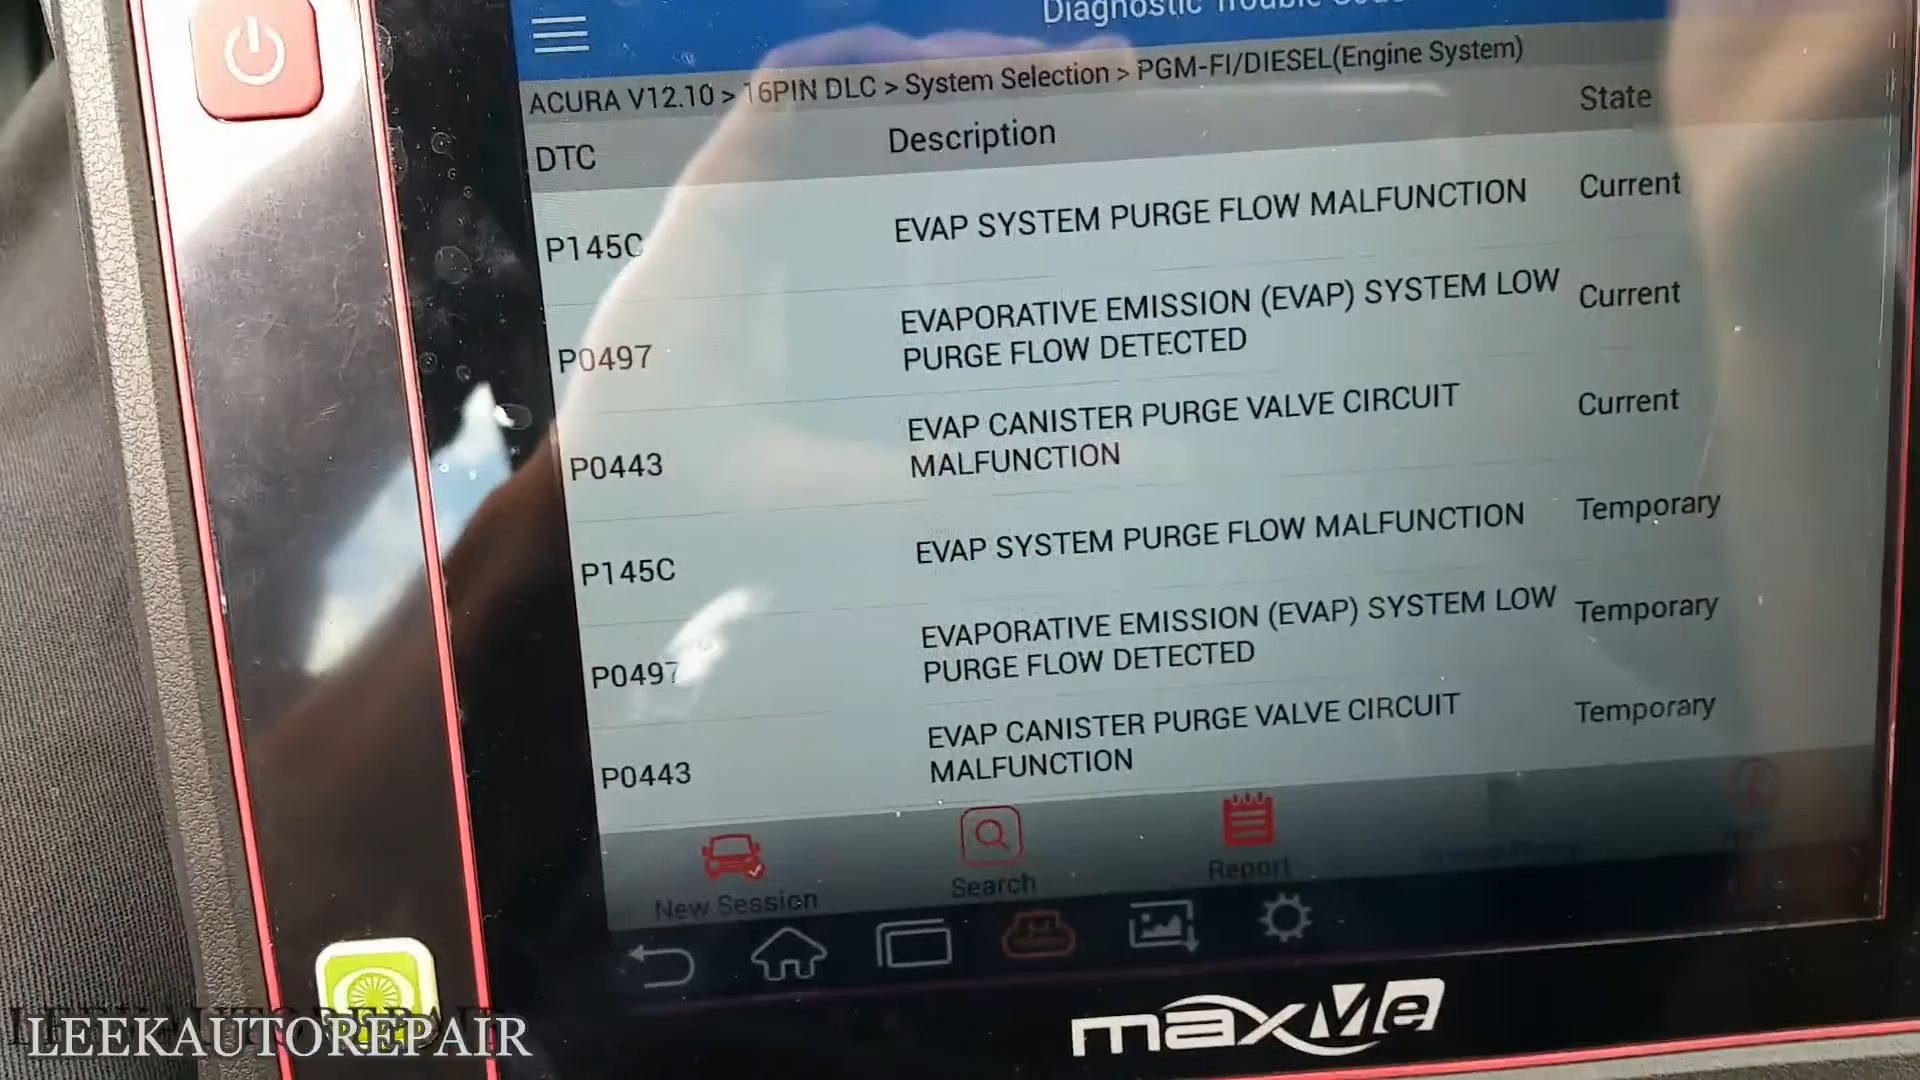 Diagnostic Trouble Code
ACURA V12.10 > 16PIN DLC > System Selection > PGM-FI/DIESEL(Engine System)
DTC Description State
P145C EVAP SYSTEM PURGE FLOW MALFUNCTION Current
P0497 EVAPORATIVE EMISSION (EVAP) SYSTEM LOW Current
PURGE FLOW DETECTED
P0443 EVAP CANISTER PURGE VALVE CIRCUIT Current
MALFUNCTION
P145C EVAP SYSTEM PURGE FLOW MALFUNCTION Temporary
P0497 EVAPORATIVE EMISSION (EVAP) SYSTEM LOW Temporary
PURGE FLOW DETECTED
P0443 EVAP CANISTER PURGE VALVE CIRCUIT Temporary
MALFUNCTION
New Session Search Report
maxMe
LEEKAUTOREPAIR